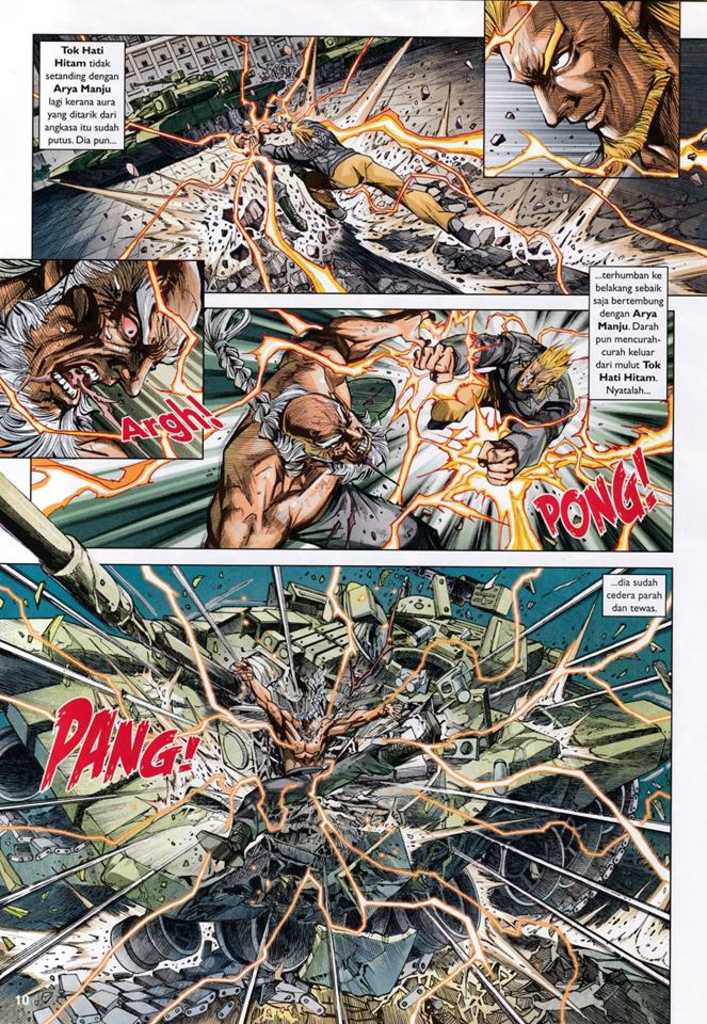 Tok Hati
Hitam tidak
setanding dengan
Arya Manju
lagi kerana aura
yang ditarik dari
angkasa itu sudah
putus. Dia pun...
...terhumban ke
belakang sebaik
saja bertembung
dengan Arya
Manju. Darah
pun mencurah-
curah keluar
dari mulut Tok
Hati Hitam.
Nyatalah...
Argh!
PONG!
...dia sudah
cedera parah
dan tewas.
PANG!
10